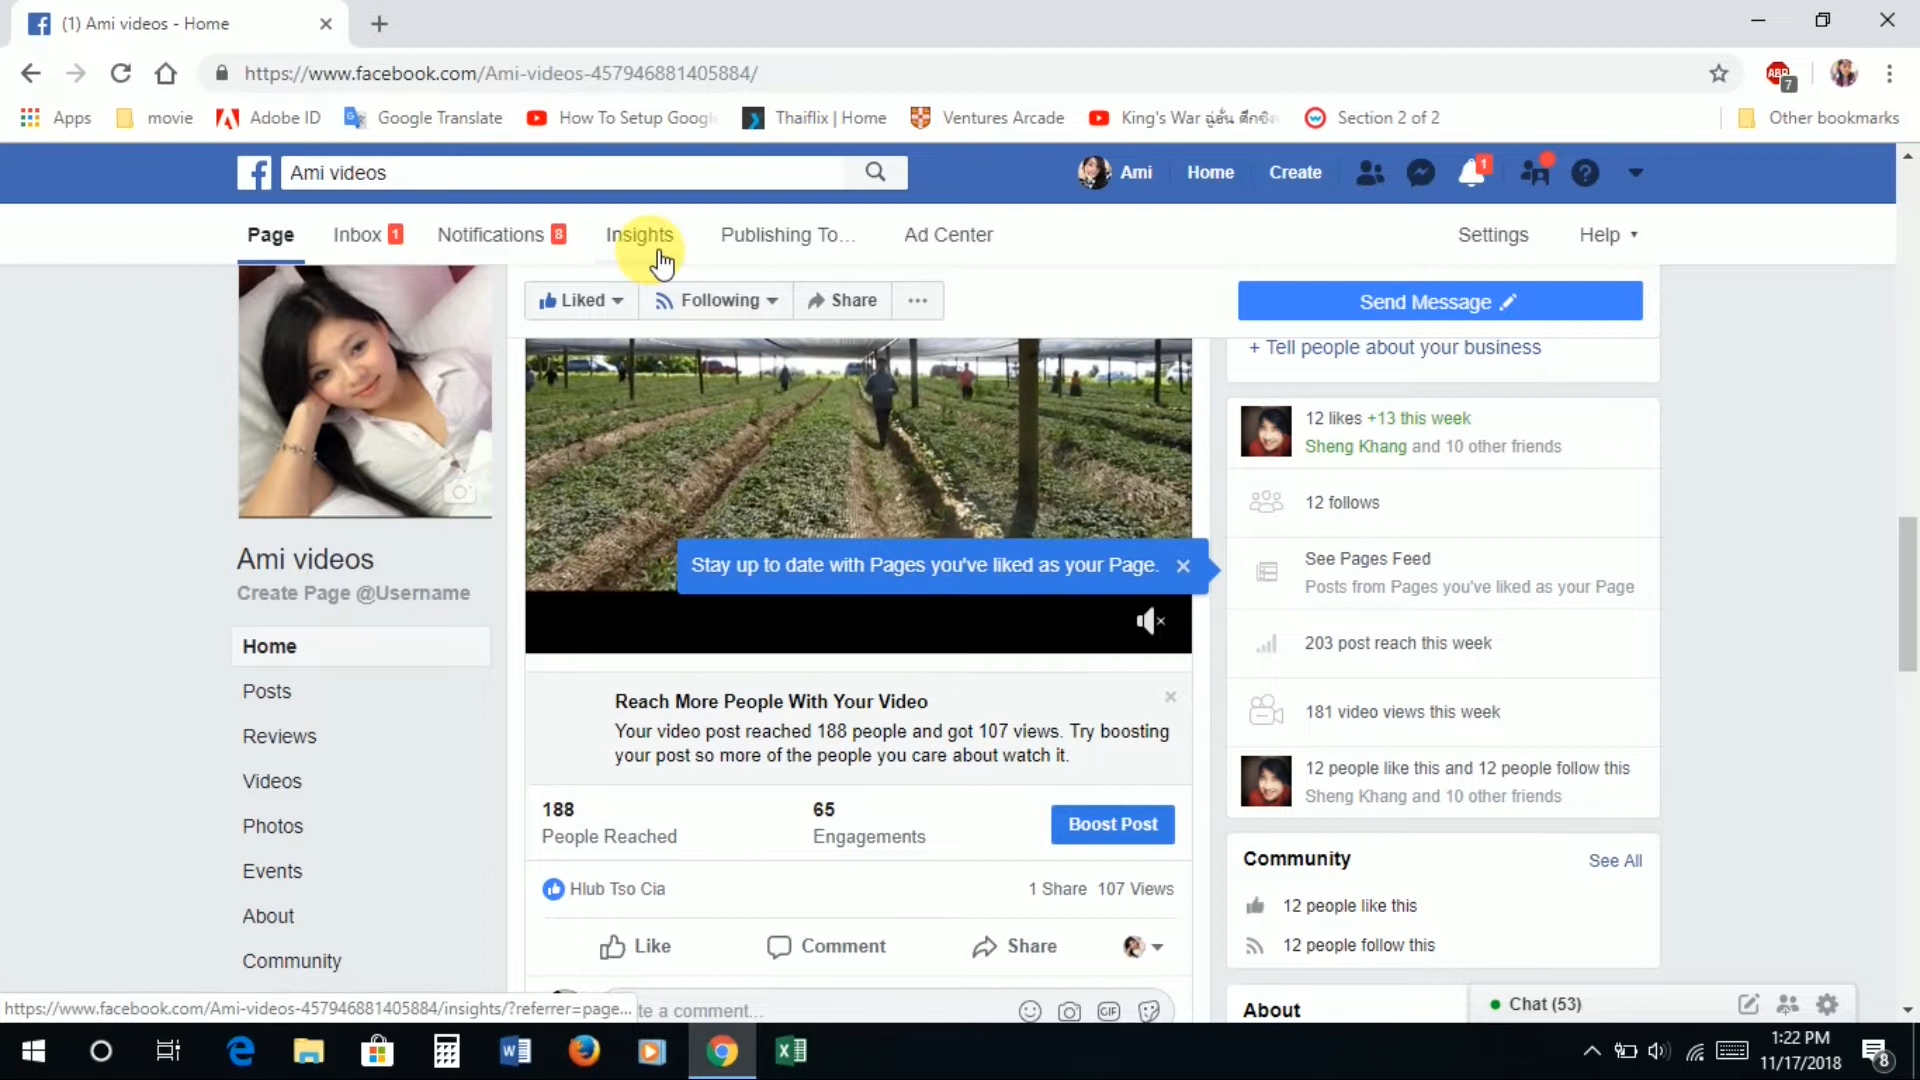 (1) Ami videos - Home
https://www.facebook.com/Ami-videos-457946881405884/
ABP 7
Apps movie Adobe ID Google Translate How To Setup Googl Thaiflix | Home Ventures Arcade King's War Section 2 of 2 Other bookmarks
Ami videos Ami Home Create 1
Page Inbox 1 Notifications 8 Insights Publishing To... Ad Center Settings Help
Liked Following Share Send Message
+ Tell people about your business
12 likes +13 this week
Sheng Khang and 10 other friends
12 follows
Stay up to date with Pages you've liked as your Page.
See Pages Feed
Posts from Pages you've liked as your Page
203 post reach this week
181 video views this week
12 people like this and 12 people follow this
Sheng Khang and 10 other friends
Ami videos
Create Page @Username
Home
Posts
Reviews
Videos
Photos
Events
About
Community
Reach More People With Your Video
Your video post reached 188 people and got 107 views. Try boosting
your post so more of the people you care about watch it.
188 65
People Reached Engagements
Boost Post
Hlub Tso Cia 1 Share 107 Views
Like Comment Share
te a comment...
GIF
Community See All
12 people like this
12 people follow this
About
Chat (53)
https://www.facebook.com/Ami-videos-457946881405884/insights/?referrer=page...
1:22 PM
11/17/2018
8